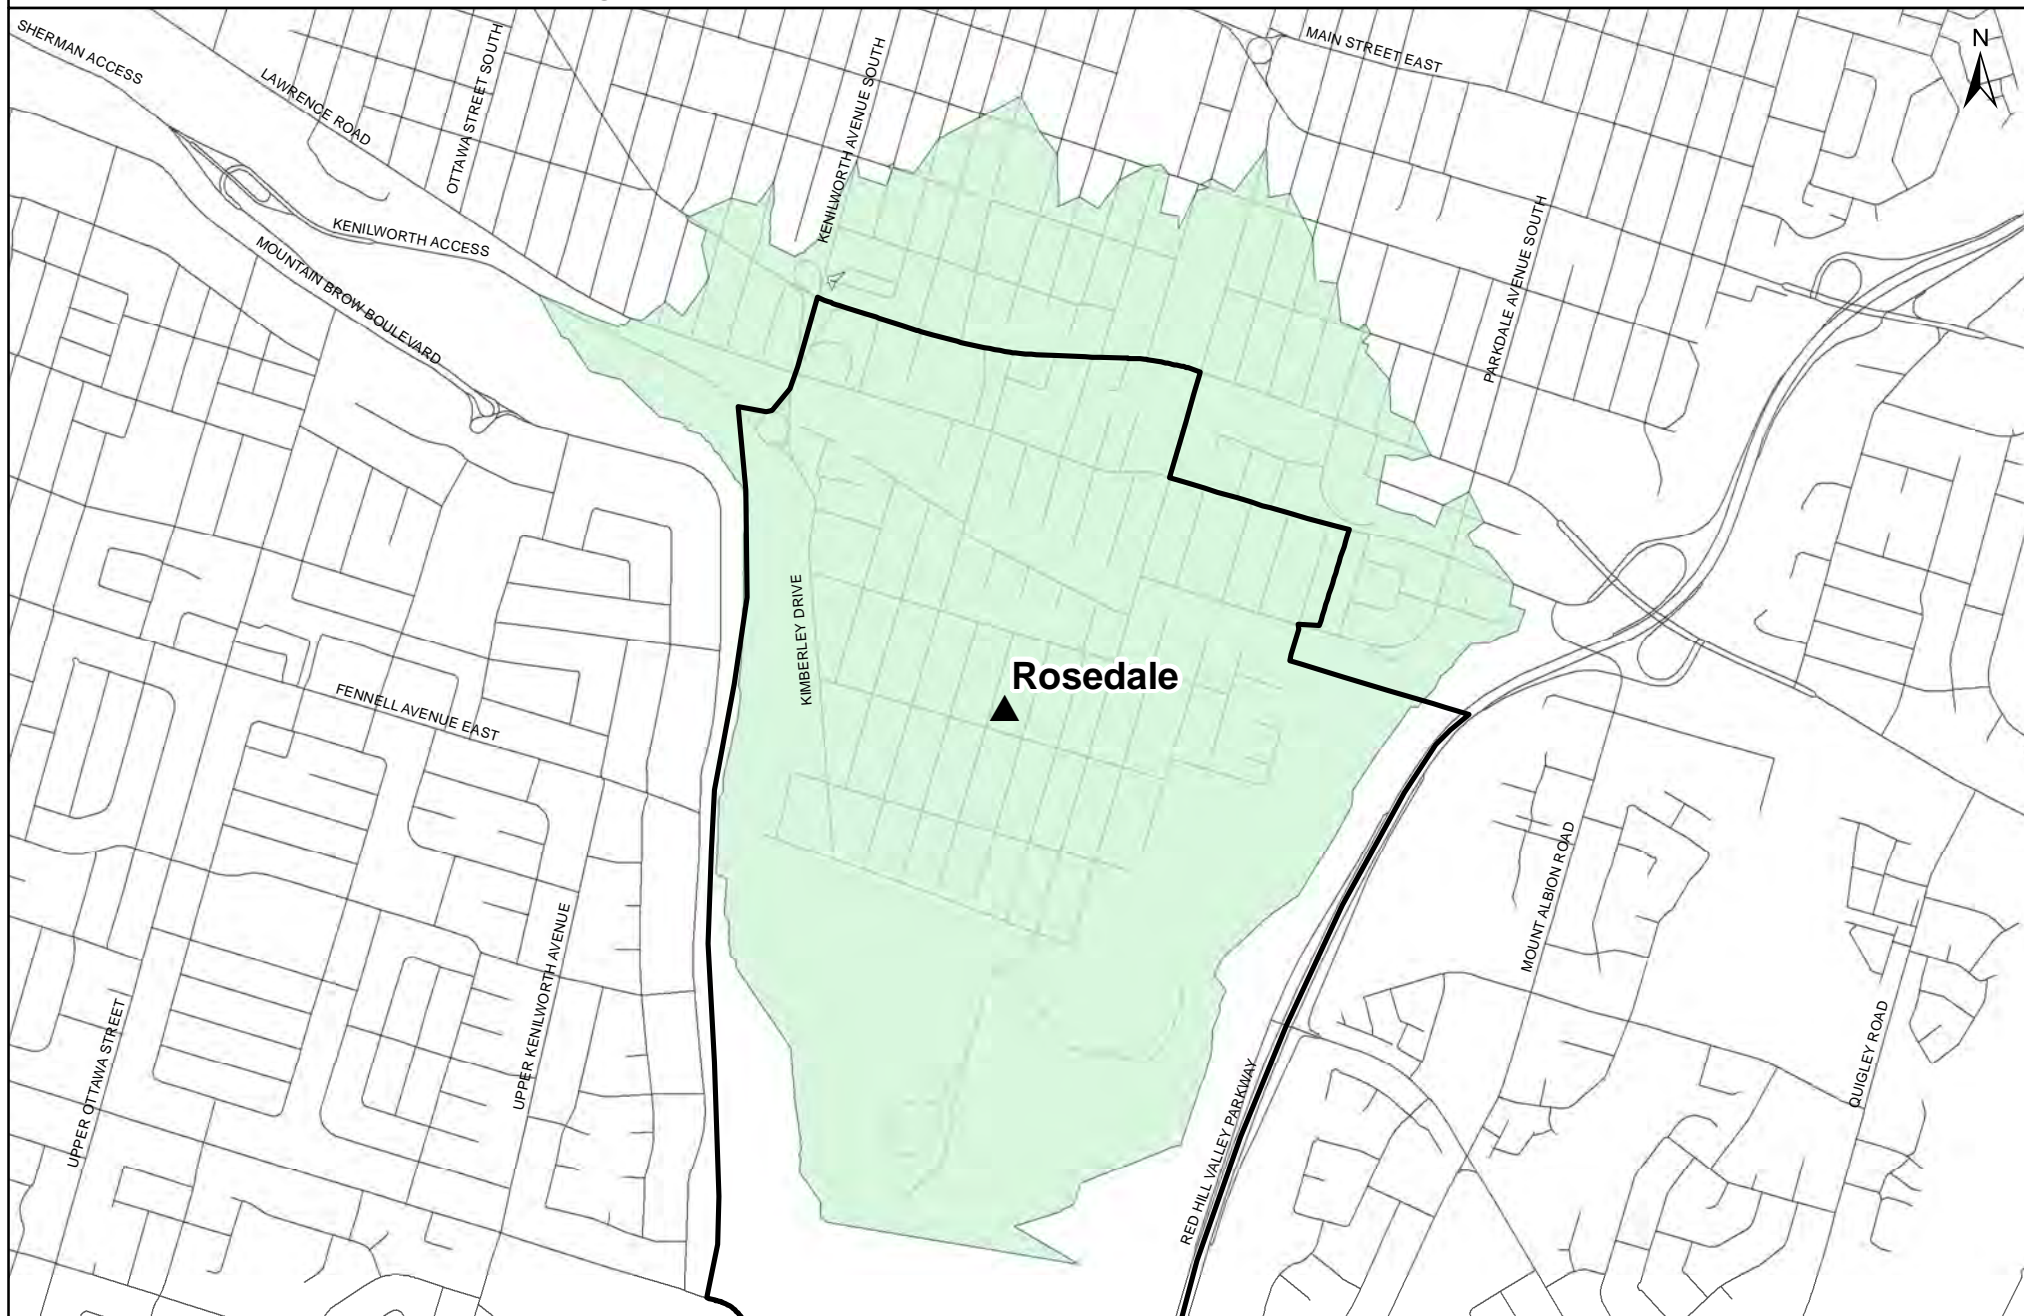 SHERMAN ACCESS
LAWRENCE ROAD
OTTAWA STREET SOUTH
KENILWORTH AVENUE SOUTH
MAIN STREET EAST
N
KENILWORTH ACCESS
MOUNTAIN BROW BOULEVARD
PARKDALE AVENUE SOUTH
KIMBERLEY DRIVE
Rosedale
FENNELL AVENUE EAST
MOUNT ALBION ROAD
UPPER KENILWORTH AVENUE
UPPER OTTAWA STREET
RED HILL VALLEY PARKWAY
QUIGLEY ROAD